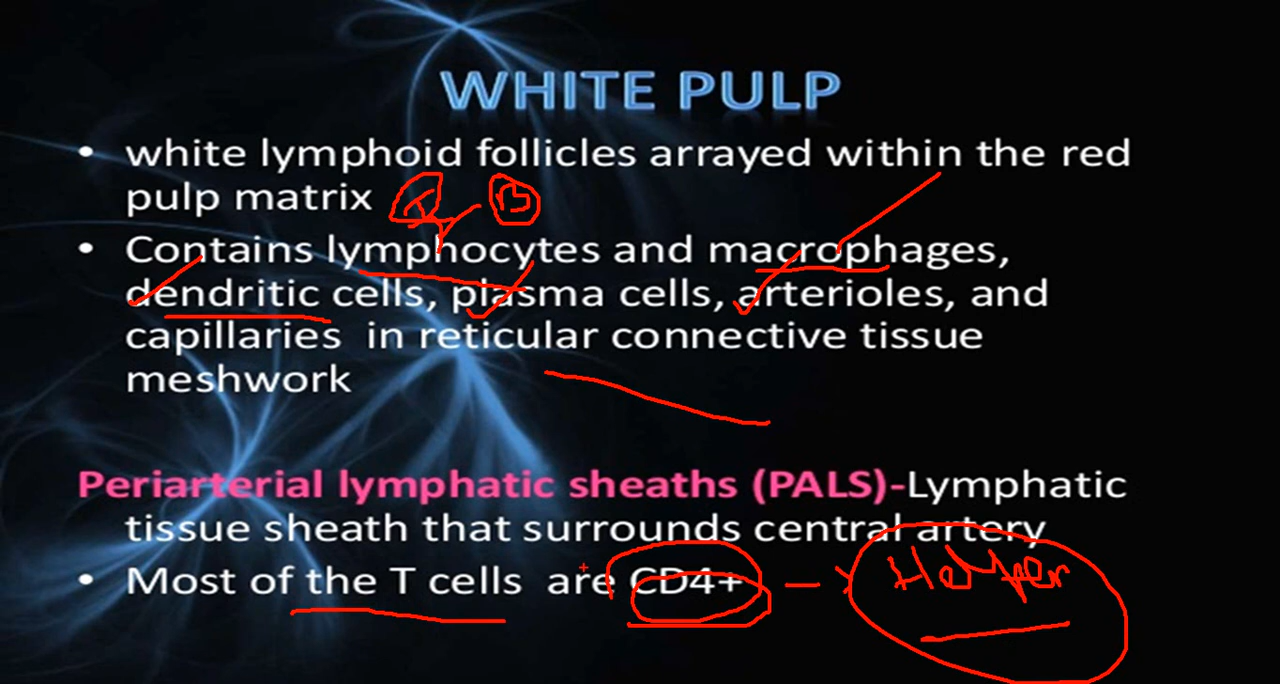 WHITE PULP
• white lymphoid follicles arrayed within the red
pulp matrix T B
• Contains lymphocytes and macrophages,
dendritic cells, plasma cells, arterioles, and
capillaries in reticular connective tissue
meshwork
Periarterial lymphatic sheaths (PALS)-Lymphatic
tissue sheath that surrounds central artery
• Most of the T cells are CD4+ → Helper